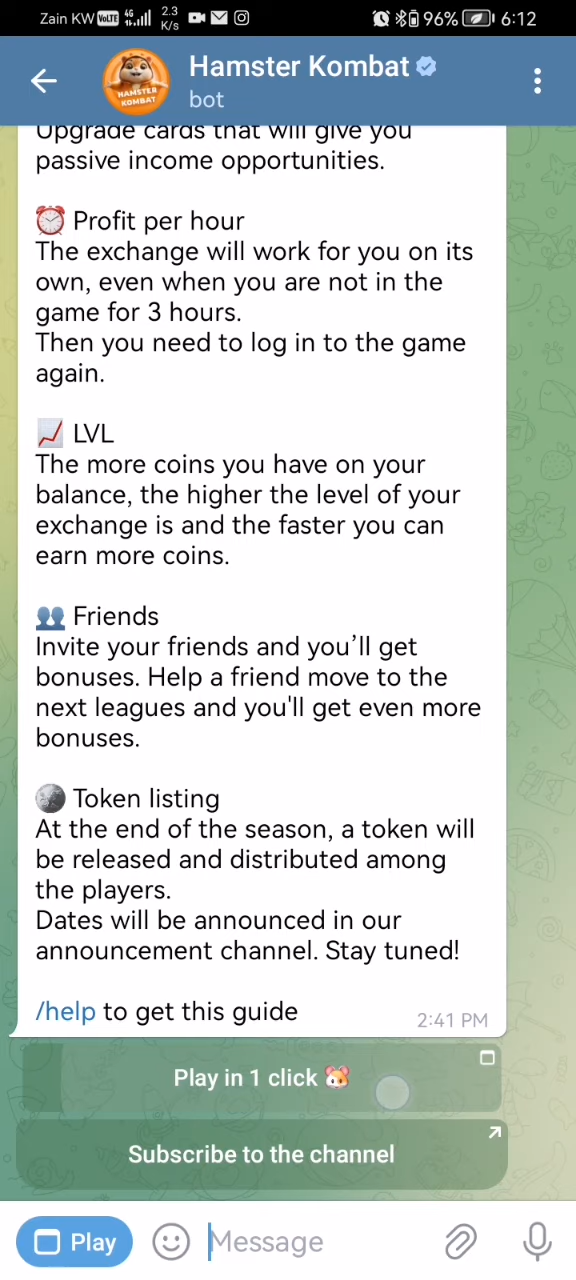 Zain KW VoLTE 4G 2.3 K/s 96% 6:12
Hamster Kombat
bot
HAMSTER
KOMBAT
Upgrade cards that will give you
passive income opportunities.
Profit per hour
The exchange will work for you on its
own, even when you are not in the
game for 3 hours.
Then you need to log in to the game
again.
LVL
The more coins you have on your
balance, the higher the level of your
exchange is and the faster you can
earn more coins.
Friends
Invite your friends and you’ll get
bonuses. Help a friend move to the
next leagues and you'll get even more
bonuses.
Token listing
At the end of the season, a token will
be released and distributed among
the players.
Dates will be announced in our
announcement channel. Stay tuned!
/help to get this guide
2:41 PM
Play in 1 click
Subscribe to the channel
Play
Message